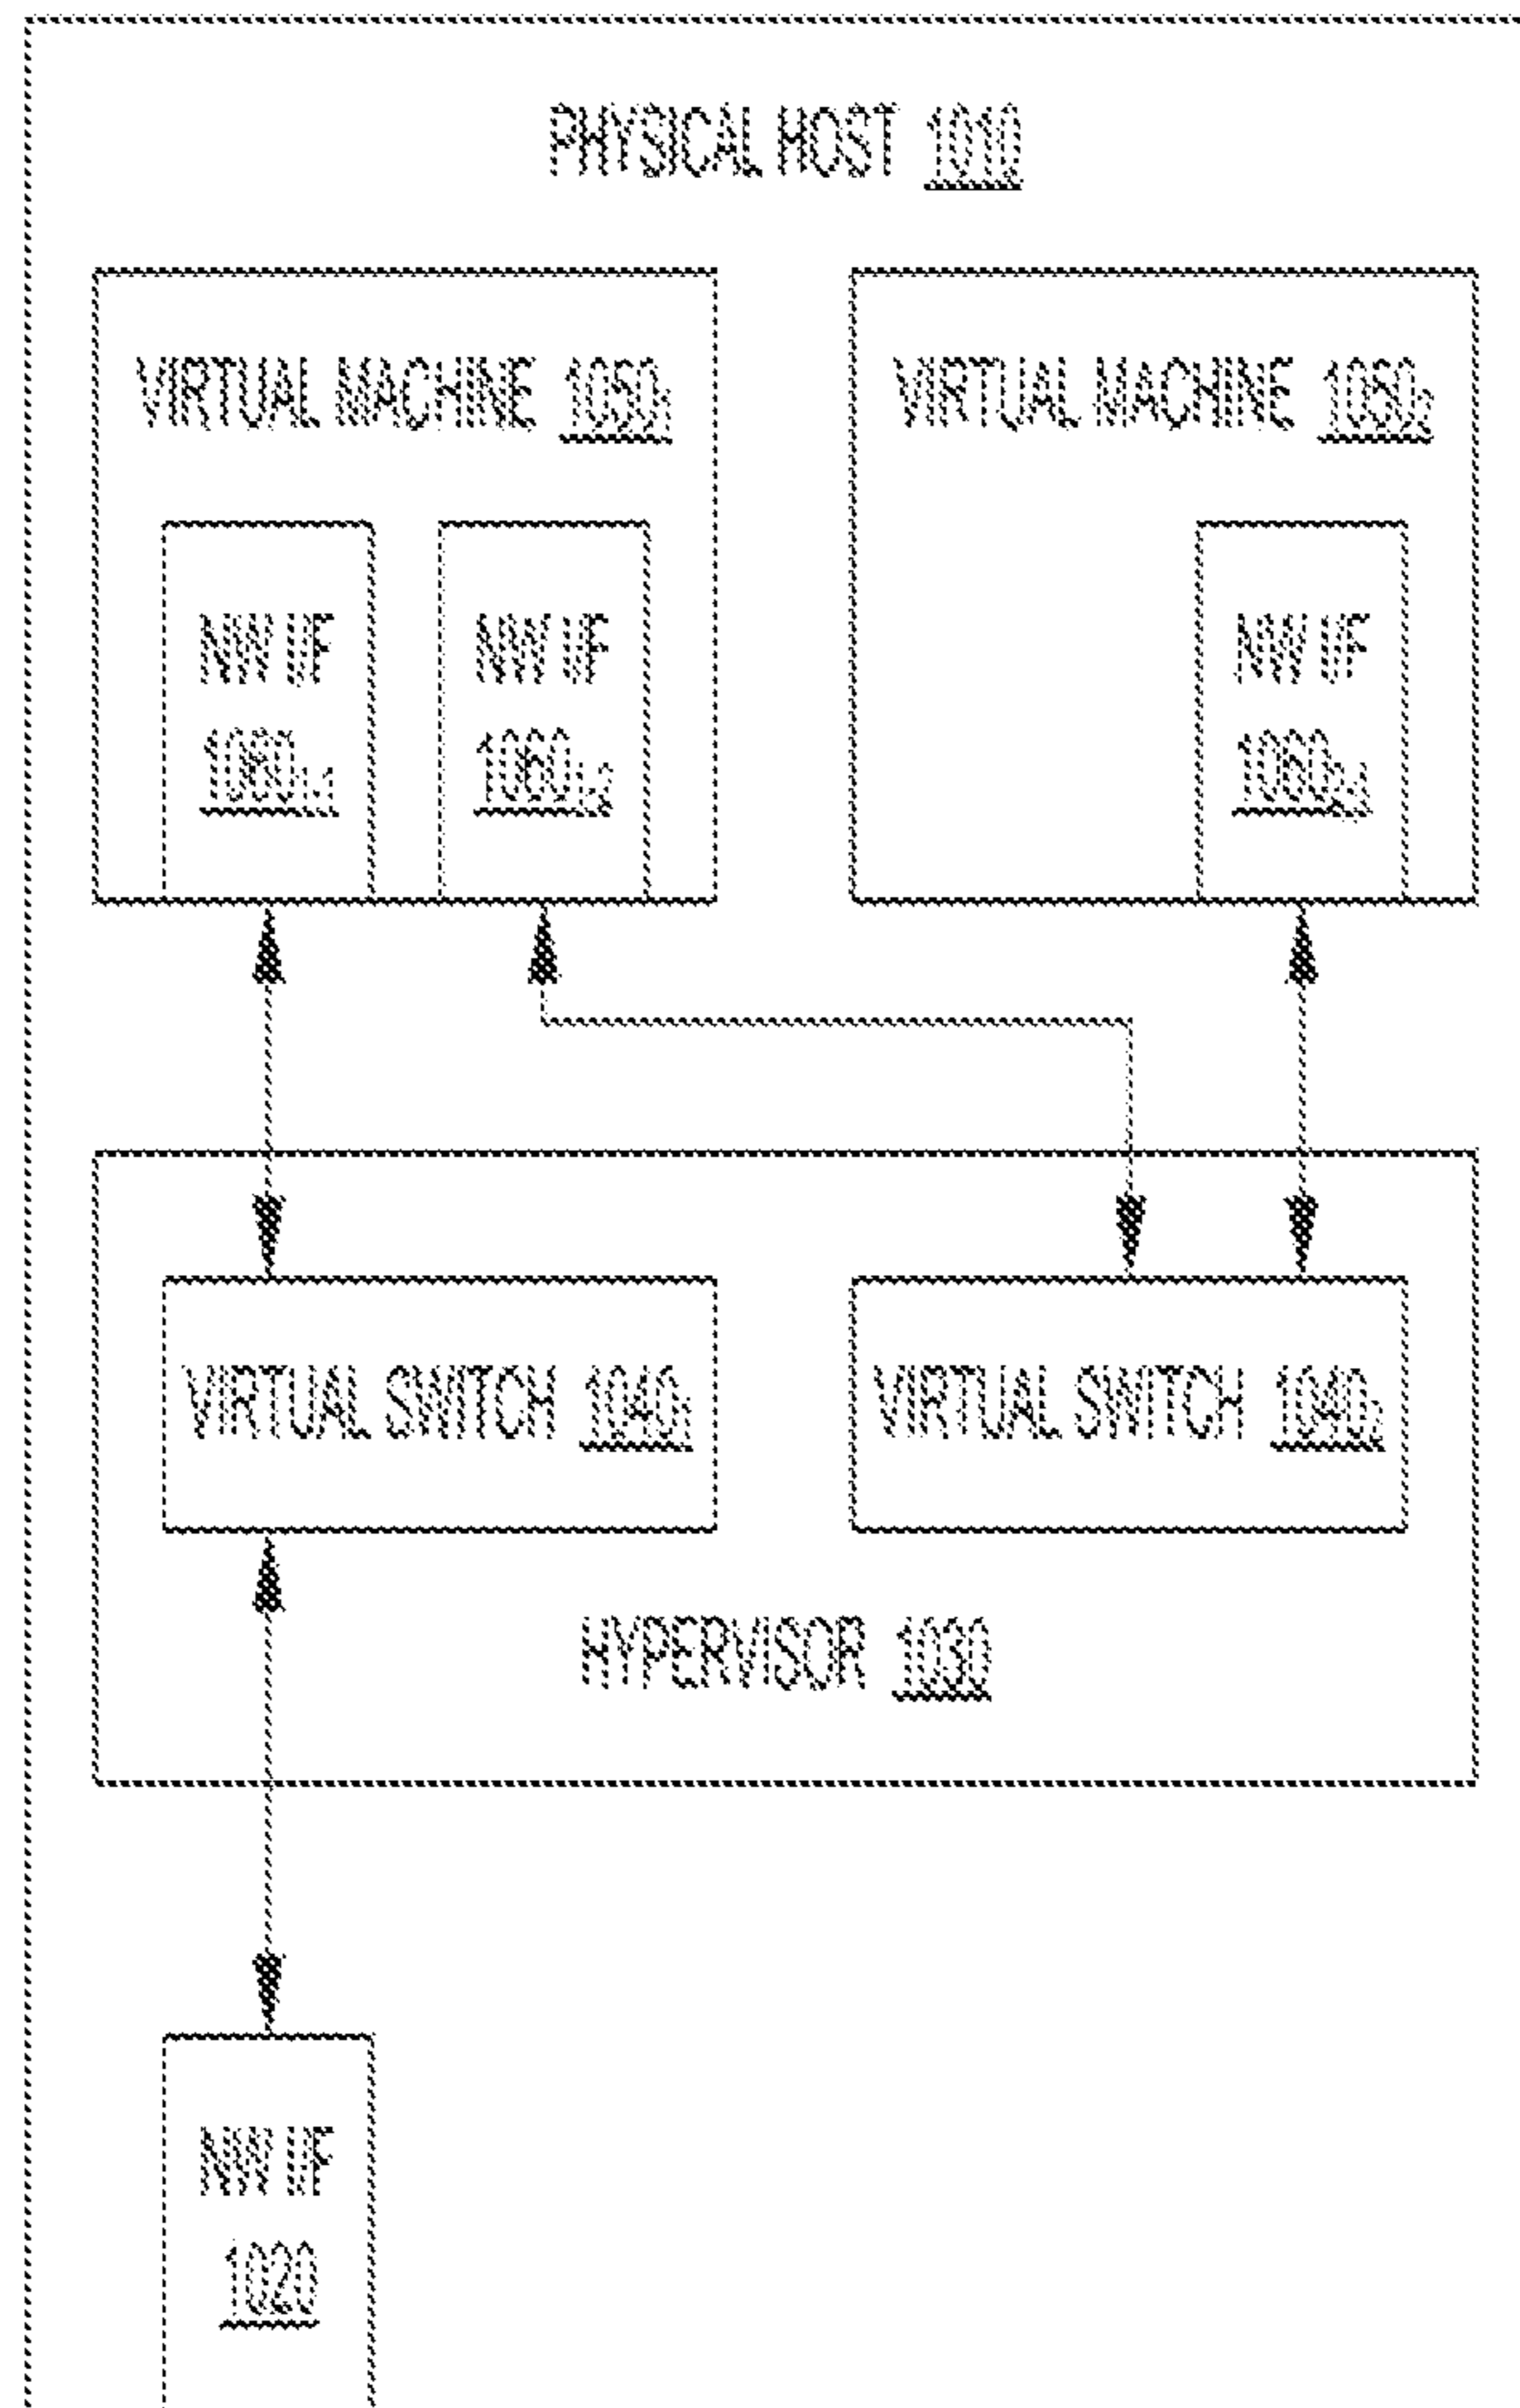 PHYSICAL HOST 1010
VIRTUAL MACHINE 1050₁
VIRTUAL MACHINE 1050₂
NW I/F
1060₁,₁
NW I/F
1060₁,₂
NW I/F
1060₂,₁
VIRTUAL SWITCH 1040₁
VIRTUAL SWITCH 1040₂
HYPERVISOR 1030
NW I/F
1020